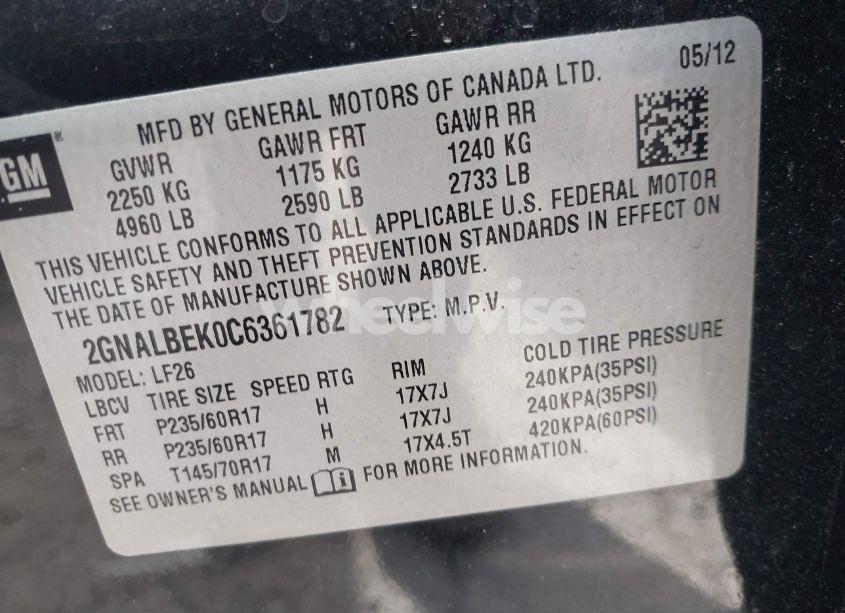 05/12
MFD BY GENERAL MOTORS OF CANADA LTD.
GM®
GVWR GAWR FRT GAWR RR
2250 KG 1175 KG 1240 KG
4960 LB 2590 LB 2733 LB
THIS VEHICLE CONFORMS TO ALL APPLICABLE U.S. FEDERAL MOTOR
VEHICLE SAFETY AND THEFT PREVENTION STANDARDS IN EFFECT ON
THE DATE OF MANUFACTURE SHOWN ABOVE.
wheelwise
2GNALBEK0C6361782 TYPE: M.P.V.
MODEL: LF26
LBCV TIRE SIZE SPEED RTG RIM COLD TIRE PRESSURE
FRT P235/60R17 H 17X7J 240KPA(35PSI)
RR P235/60R17 H 17X7J 240KPA(35PSI)
SPA T145/70R17 M 17X4.5T 420KPA(60PSI)
SEE OWNER'S MANUAL i FOR MORE INFORMATION.